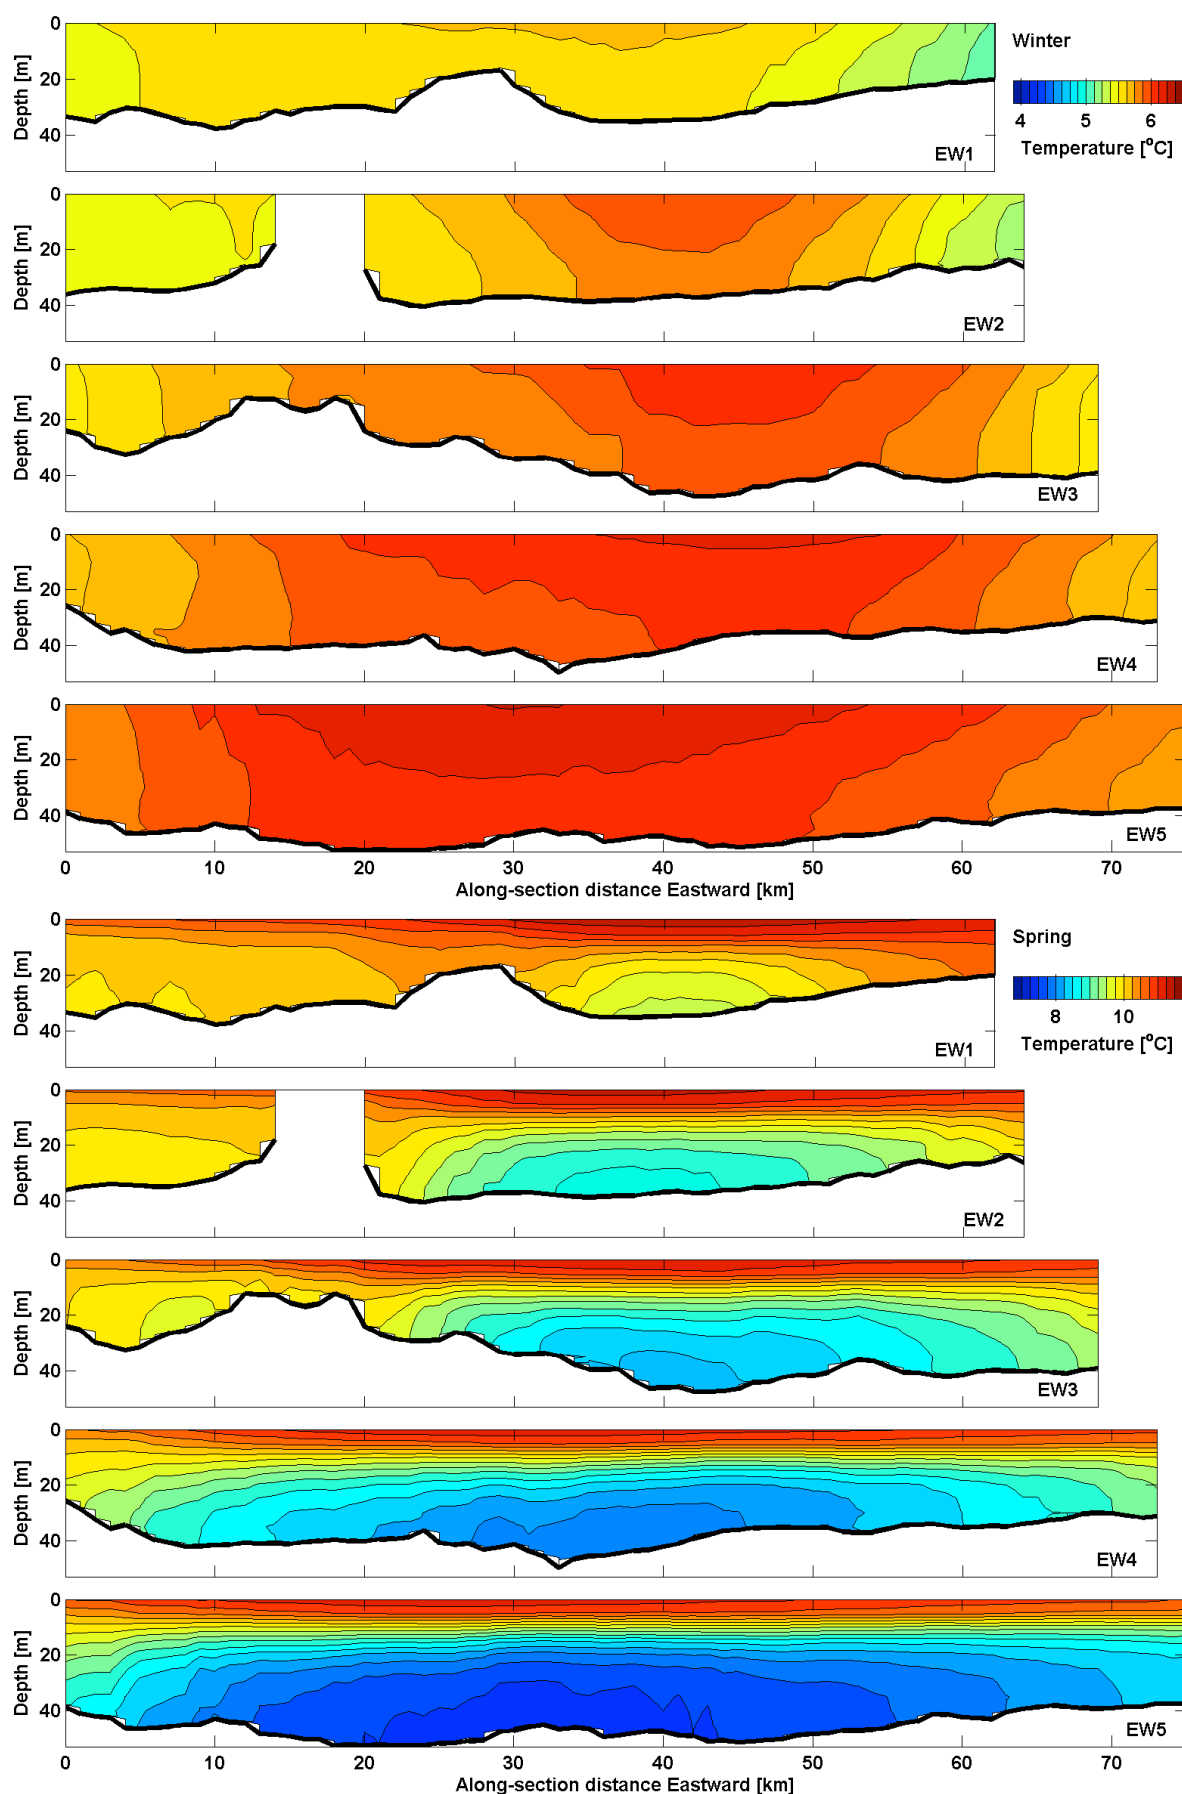 0
20
40
Depth [m]
EW1
Winter
4 5 6
Temperature [°C]
0
20
40
Depth [m]
EW2
0
20
40
Depth [m]
EW3
0
20
40
Depth [m]
EW4
0
20
40
Depth [m]
EW5
0 10 20 30 40 50 60 70
Along-section distance Eastward [km]
0
20
40
Depth [m]
EW1
Spring
8 10
Temperature [°C]
0
20
40
Depth [m]
EW2
0
20
40
Depth [m]
EW3
0
20
40
Depth [m]
EW4
0
20
40
Depth [m]
EW5
0 10 20 30 40 50 60 70
Along-section distance Eastward [km]